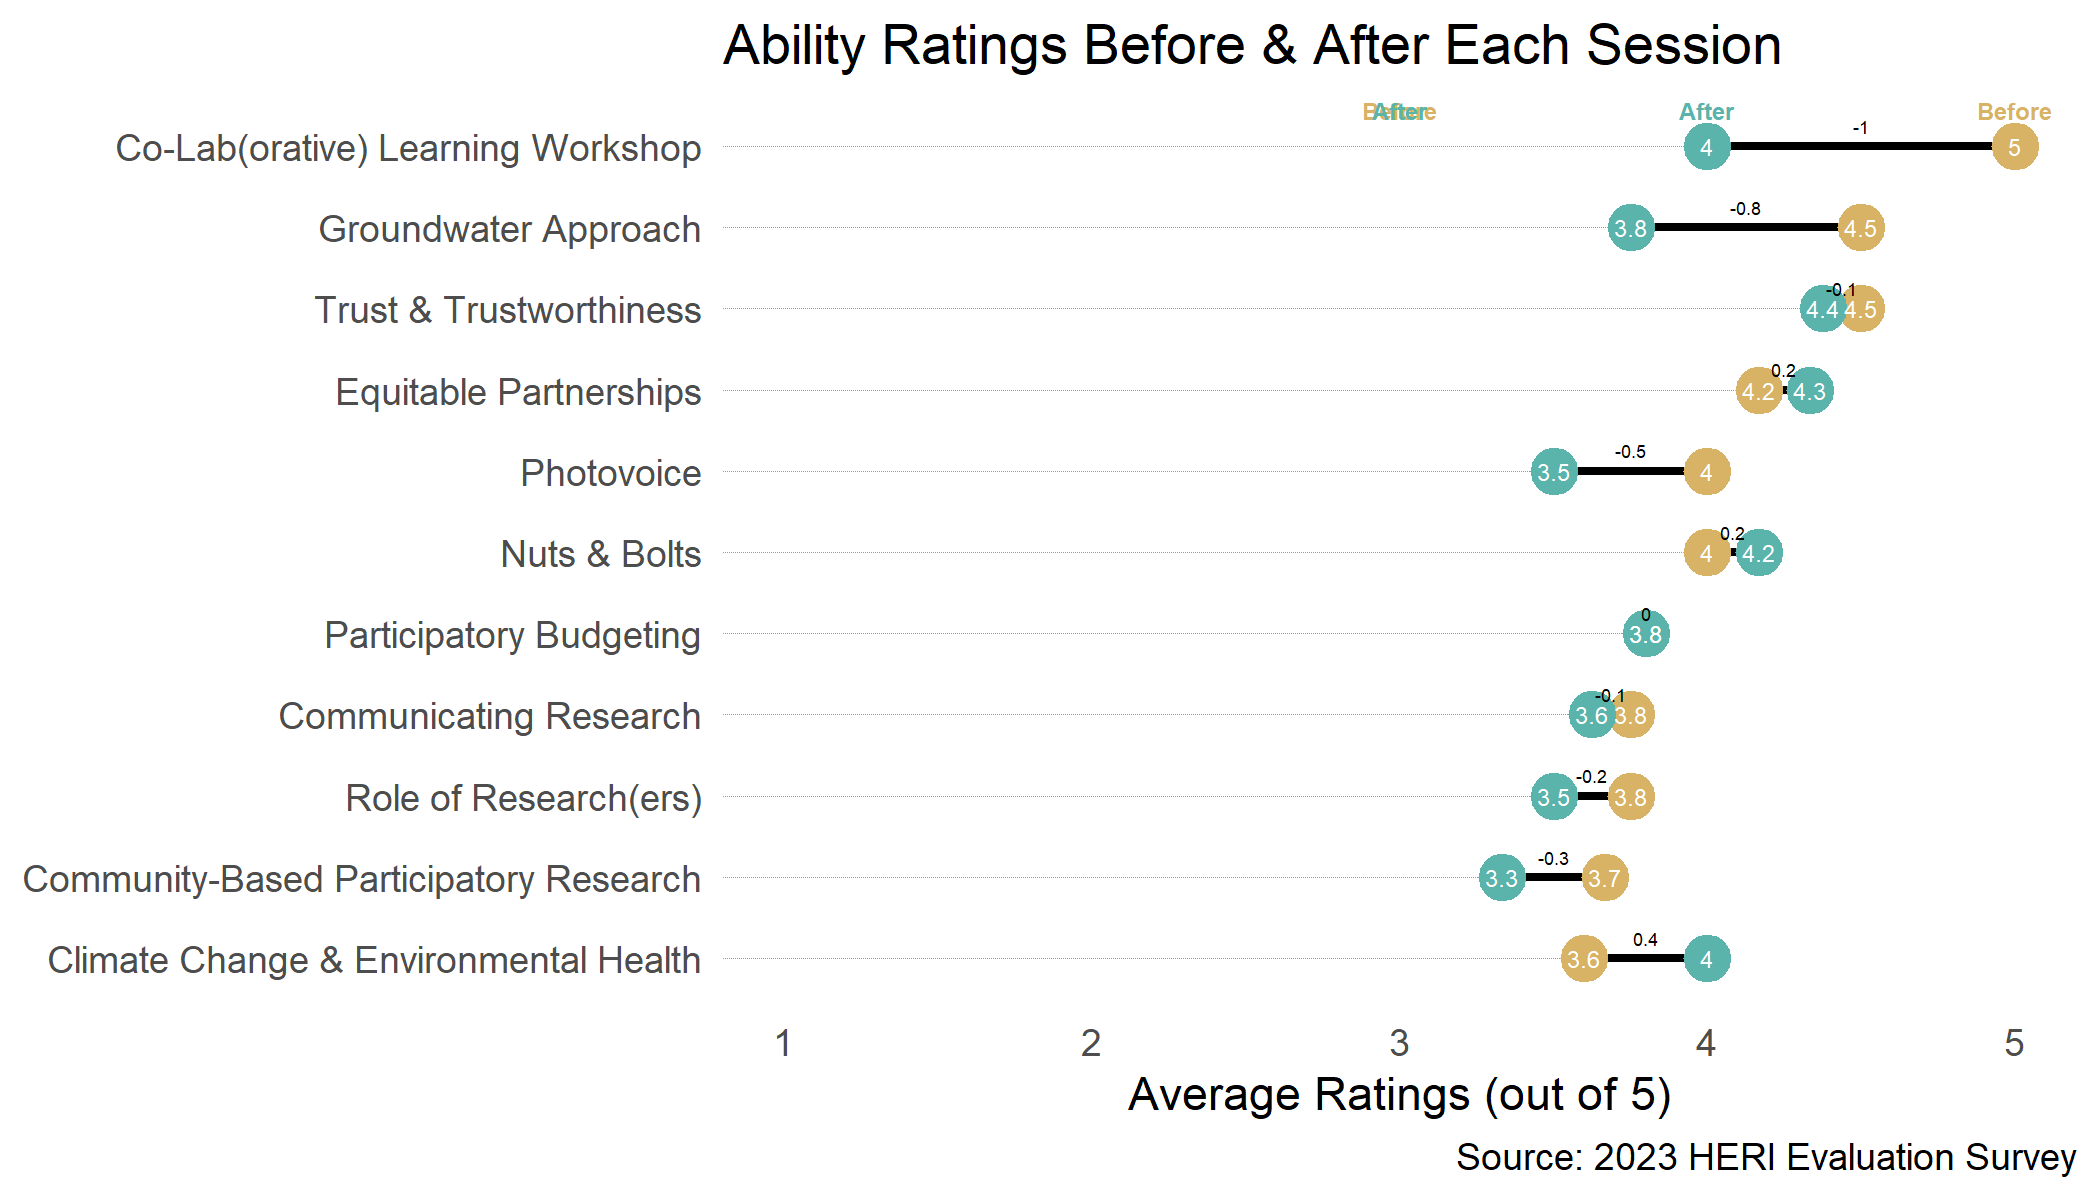 Ability Ratings Before & After Each Session
Before After After Before
Co-Lab(orative) Learning Workshop 4 -1 5
Groundwater Approach 3.8 -0.8 4.5
Trust & Trustworthiness 4.4 -0.1 4.5
Equitable Partnerships 4.2 0.2 4.3
Photovoice 3.5 -0.5 4
Nuts & Bolts 4 0.2 4.2
Participatory Budgeting 0 3.8
Communicating Research 3.6 -0.1 3.8
Role of Research(ers) 3.5 -0.2 3.8
Community-Based Participatory Research 3.3 -0.3 3.7
Climate Change & Environmental Health 3.6 0.4 4
1 2 3 4 5
Average Ratings (out of 5)
Source: 2023 HERI Evaluation Survey